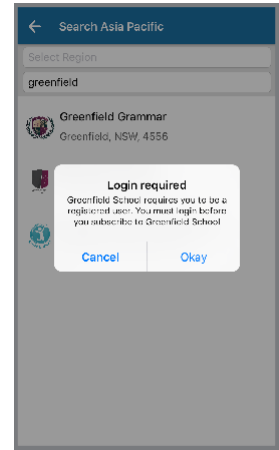 Search Asia Pacific
Select Region
greenfield
Greenfield Grammar
Greenfield, NSW, 4556
Login required
Greenfield School requires you to be a
registered user. You must login before
you subscribe to Greenfield School
Cancel
Okay